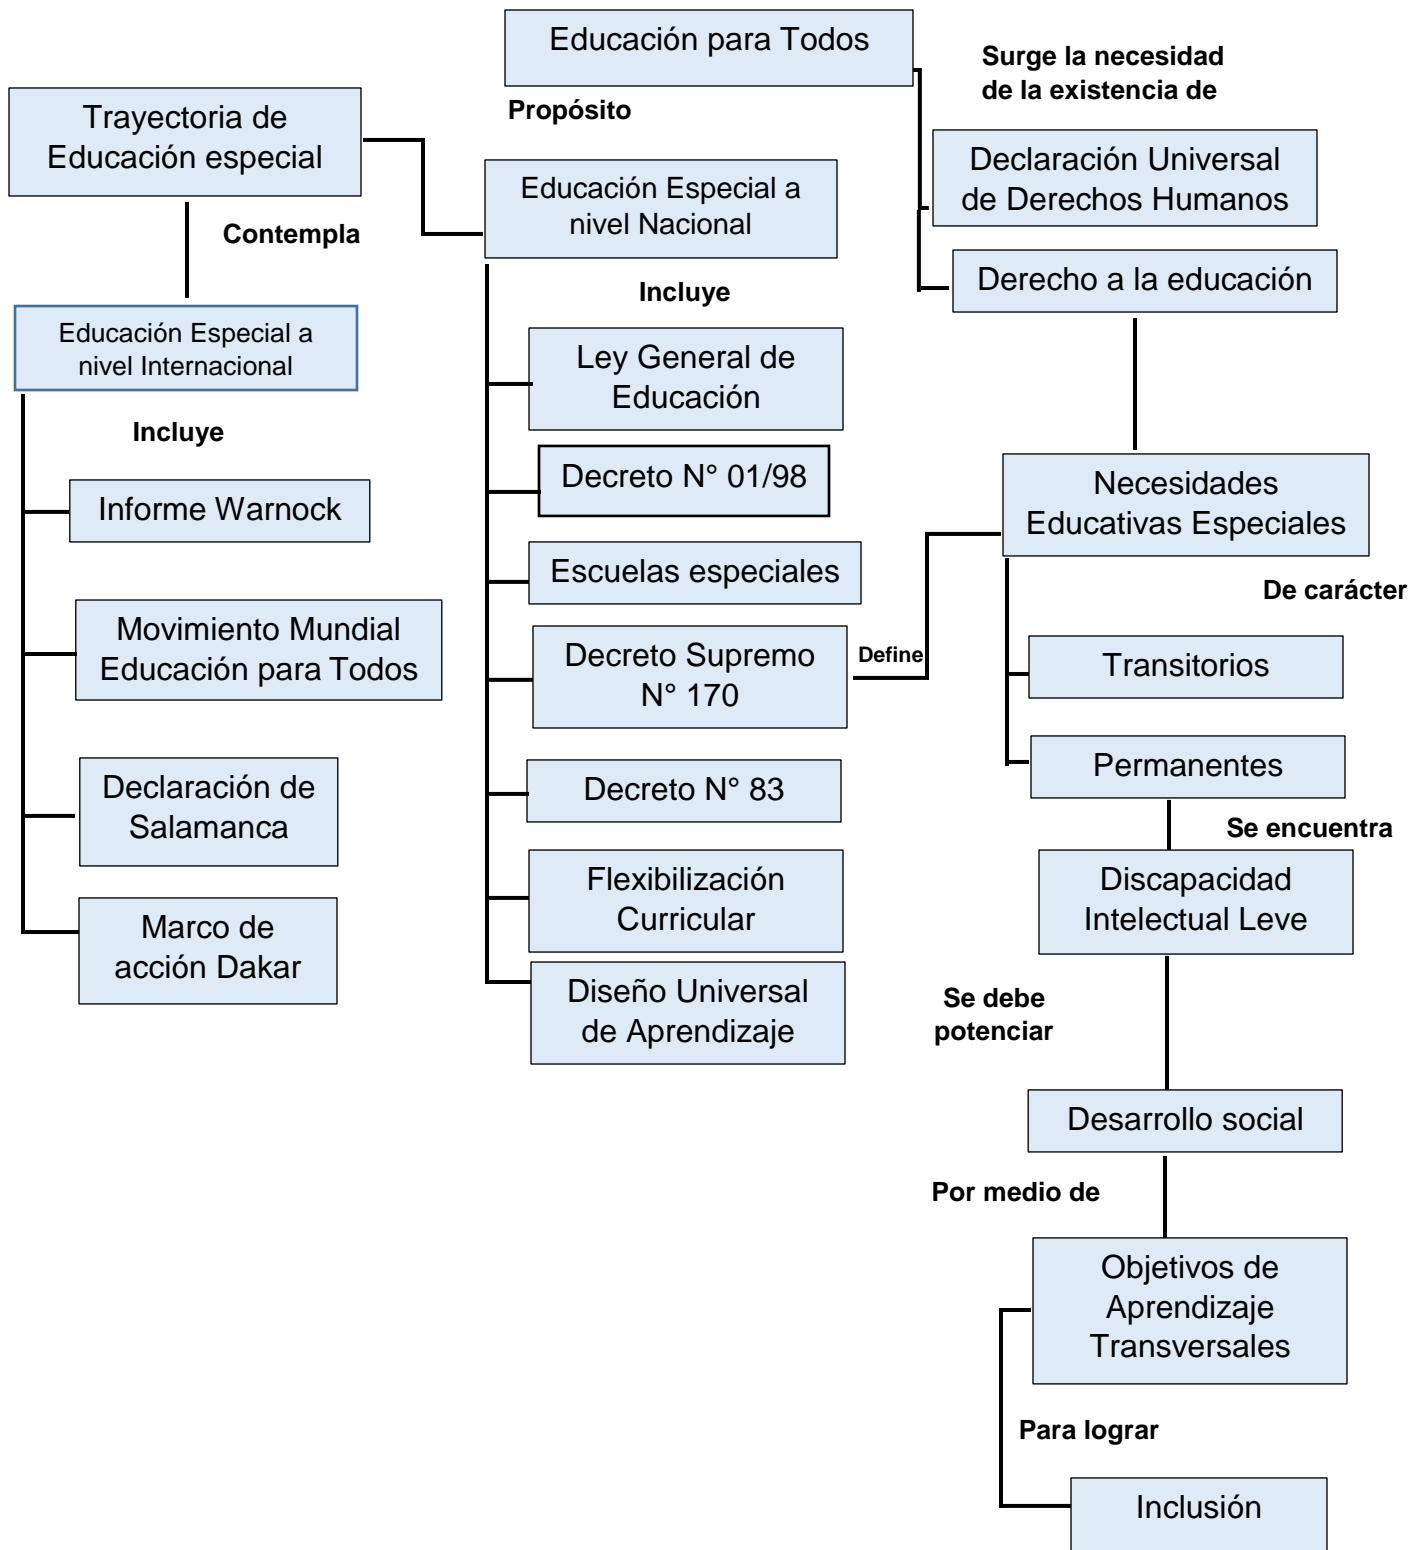 Educación para Todos
Surge la necesidad
de la existencia de
Propósito
Trayectoria de
Educación especial
Declaración Universal
de Derechos Humanos
Educación Especial a
nivel Nacional
Contempla
Derecho a la educación
Incluye
Educación Especial a
nivel Internacional
Ley General de
Educación
Incluye
Decreto N° 01/98
Necesidades
Educativas Especiales
Informe Warnock
Escuelas especiales
De carácter
Movimiento Mundial
Educación para Todos
Decreto Supremo
N° 170
Define
Transitorios
Permanentes
Declaración de
Salamanca
Decreto N° 83
Se encuentra
Flexibilización
Curricular
Discapacidad
Intelectual Leve
Marco de
acción Dakar
Diseño Universal
de Aprendizaje
Se debe
potenciar
Desarrollo social
Por medio de
Objetivos de
Aprendizaje
Transversales
Para lograr
Inclusión